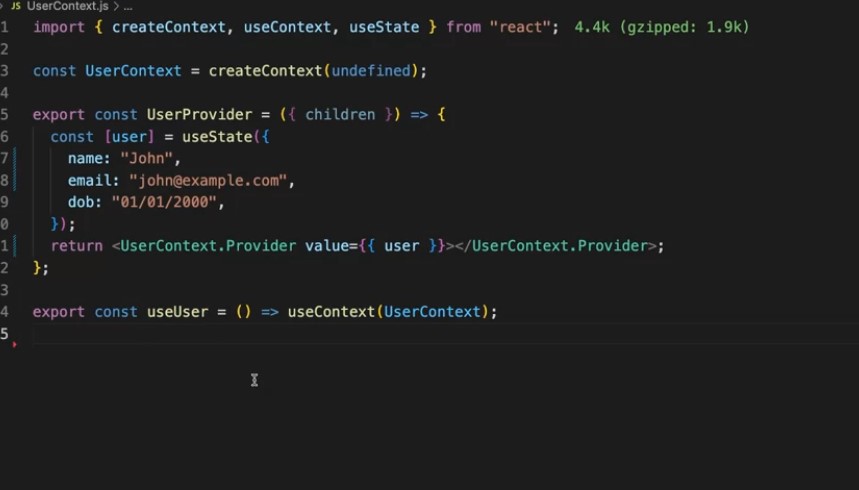 JS UserContext.js > ...
1 import { createContext, useContext, useState } from "react"; 4.4k (gzipped: 1.9k)
2
3 const UserContext = createContext(undefined);
4
5 export const UserProvider = ({ children }) => {
6 const [user] = useState({
7 name: "John",
8 email: "john@example.com",
9 dob: "01/01/2000",
0 });
1 return <UserContext.Provider value={{ user }}></UserContext.Provider>;
2 };
3
4 export const useUser = () => useContext(UserContext);
5